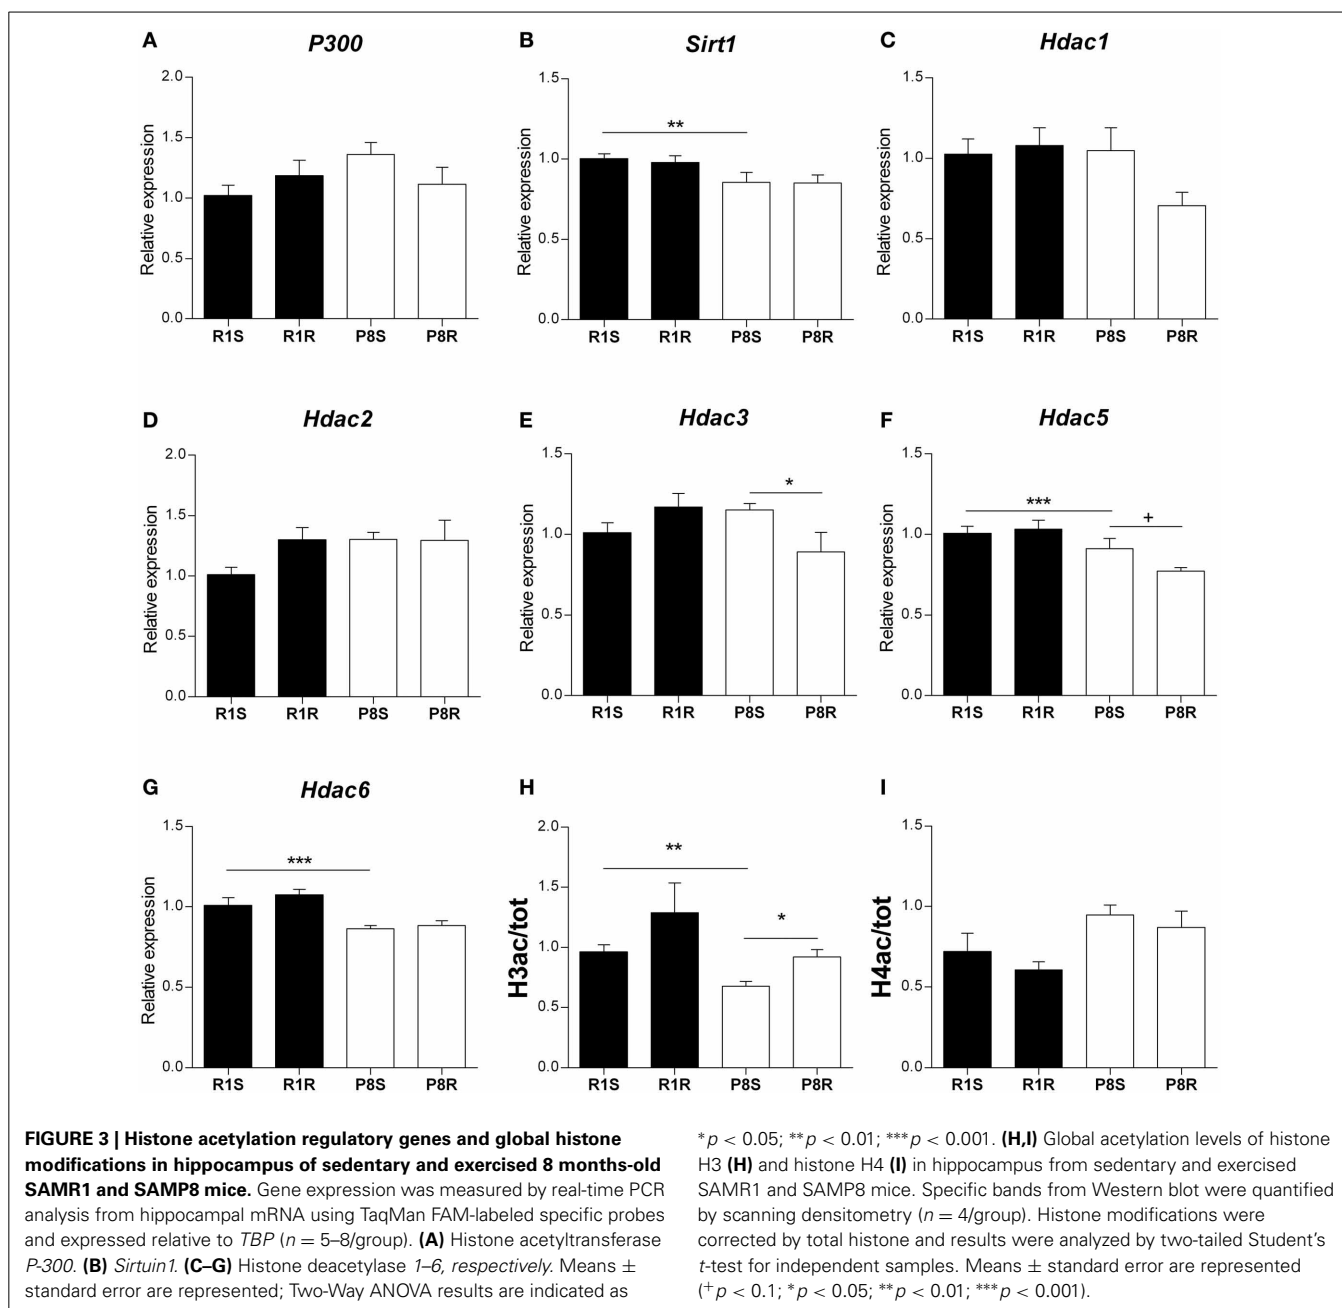 A
P300
Relative expression
2.0
1.5
1.0
0.5
0.0
R1S R1R P8S P8R
B
Sirt1
Relative expression
1.5
1.0
0.5
0.0
**
R1S R1R P8S P8R
C
Hdac1
Relative expression
1.5
1.0
0.5
0.0
R1S R1R P8S P8R
D
Hdac2
Relative expression
2.0
1.5
1.0
0.5
0.0
R1S R1R P8S P8R
E
Hdac3
Relative expression
1.5
1.0
0.5
0.0
*
R1S R1R P8S P8R
F
Hdac5
Relative expression
1.5
1.0
0.5
0.0
***
+
R1S R1R P8S P8R
G
Hdac6
Relative expression
1.5
1.0
0.5
0.0
***
R1S R1R P8S P8R
H
H3ac/tot
2.0
1.5
1.0
0.5
0.0
**
*
R1S R1R P8S P8R
I
H4ac/tot
1.5
1.0
0.5
0.0
R1S R1R P8S P8R
FIGURE 3 | Histone acetylation regulatory genes and global histone
modifications in hippocampus of sedentary and exercised 8 months-old
SAMR1 and SAMP8 mice. Gene expression was measured by real-time PCR
analysis from hippocampal mRNA using TaqMan FAM-labeled specific probes
and expressed relative to TBP (n = 5–8/group). (A) Histone acetyltransferase
P-300. (B) Sirtuin1. (C–G) Histone deacetylase 1–6, respectively. Means ±
standard error are represented; Two-Way ANOVA results are indicated as
*p < 0.05; **p < 0.01; ***p < 0.001. (H,I) Global acetylation levels of histone
H3 (H) and histone H4 (I) in hippocampus from sedentary and exercised
SAMR1 and SAMP8 mice. Specific bands from Western blot were quantified
by scanning densitometry (n = 4/group). Histone modifications were
corrected by total histone and results were analyzed by two-tailed Student's
t-test for independent samples. Means ± standard error are represented
(+p < 0.1; *p < 0.05; **p < 0.01; ***p < 0.001).